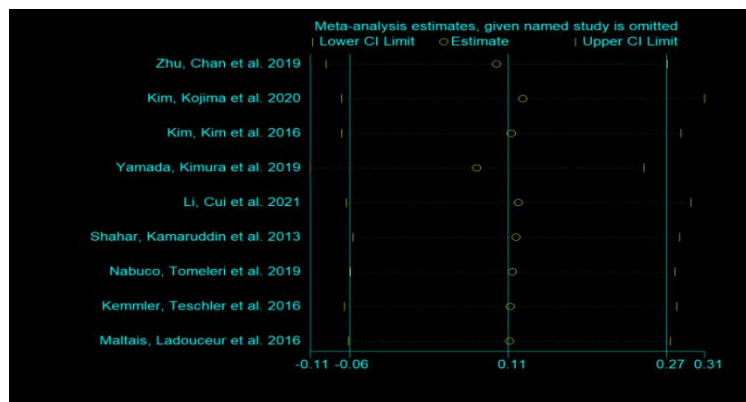 Meta-analysis estimates, given named study is omitted
Lower CI Limit Estimate Upper CI Limit
Zhu, Chan et al. 2019
Kim, Kojima et al. 2020
Kim, Kim et al. 2016
Yamada, Kimura et al. 2019
Li, Cui et al. 2021
Shahar, Kamaruddin et al. 2013
Nabuco, Tomeleri et al. 2019
Kemmler, Teschler et al. 2016
Maltais, Ladouceur et al. 2016
-0.11 -0.06 0.11 0.27 0.31